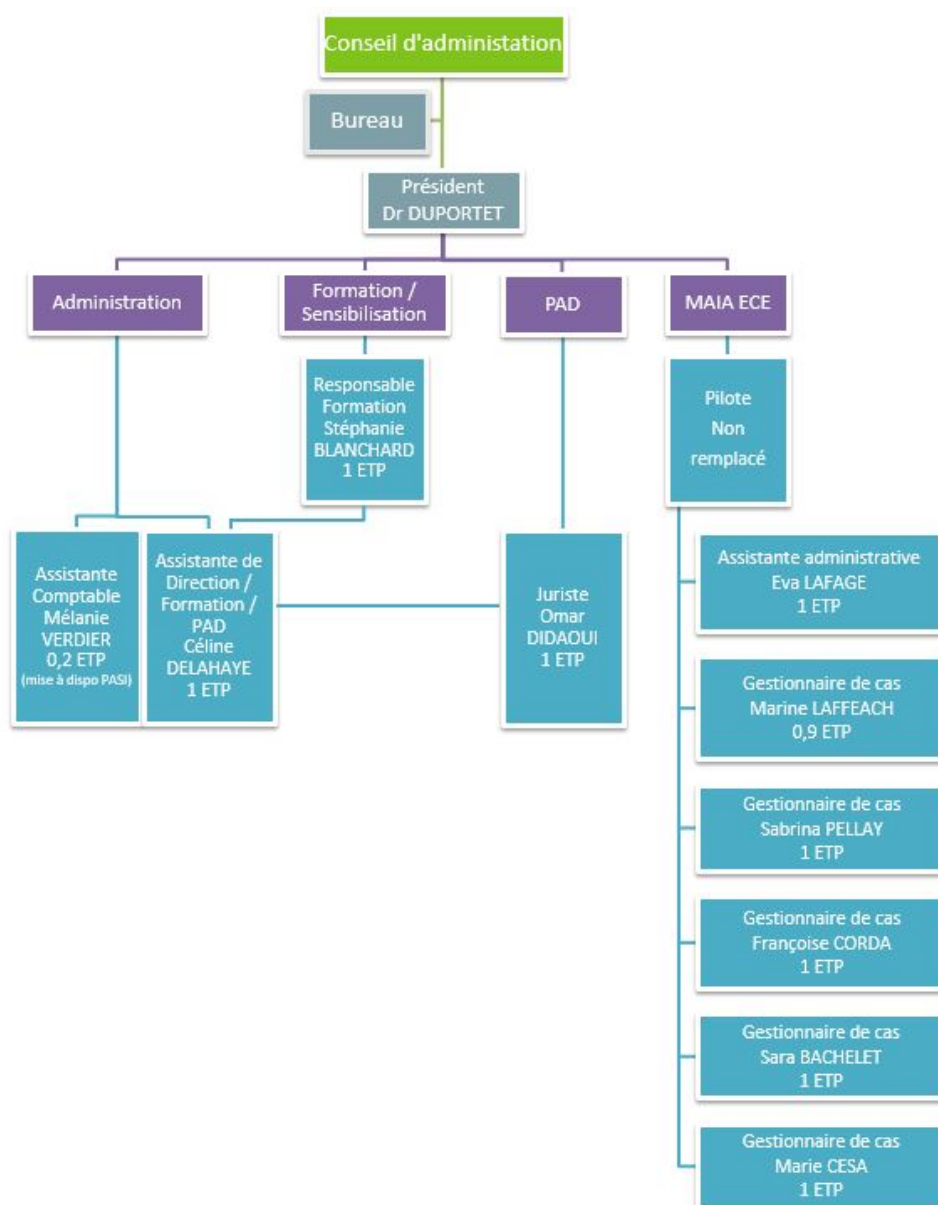 Conseil d'administation
Bureau
Président
Dr DUPORTET
Administration
Formation /
Sensibilisation
PAD
MAIA ECE
Responsable
Formation
Stéphanie
BLANCHARD
1 ETP
Pilote
Non
remplacé
Assistante
Comptable
Mélanie
VERDIER
0,2 ETP
(mise à dispo PASI)
Assistante de
Direction /
Formation /
PAD
Céline
DELAHAYE
1 ETP
Juriste
Omar
DIDAOUI
1 ETP
Assistante administrative
Eva LAFAGE
1 ETP
Gestionnaire de cas
Marine LAFFEACH
0,9 ETP
Gestionnaire de cas
Sabrina PELLAY
1 ETP
Gestionnaire de cas
Françoise CORDA
1 ETP
Gestionnaire de cas
Sara BACHELET
1 ETP
Gestionnaire de cas
Marie CESA
1 ETP